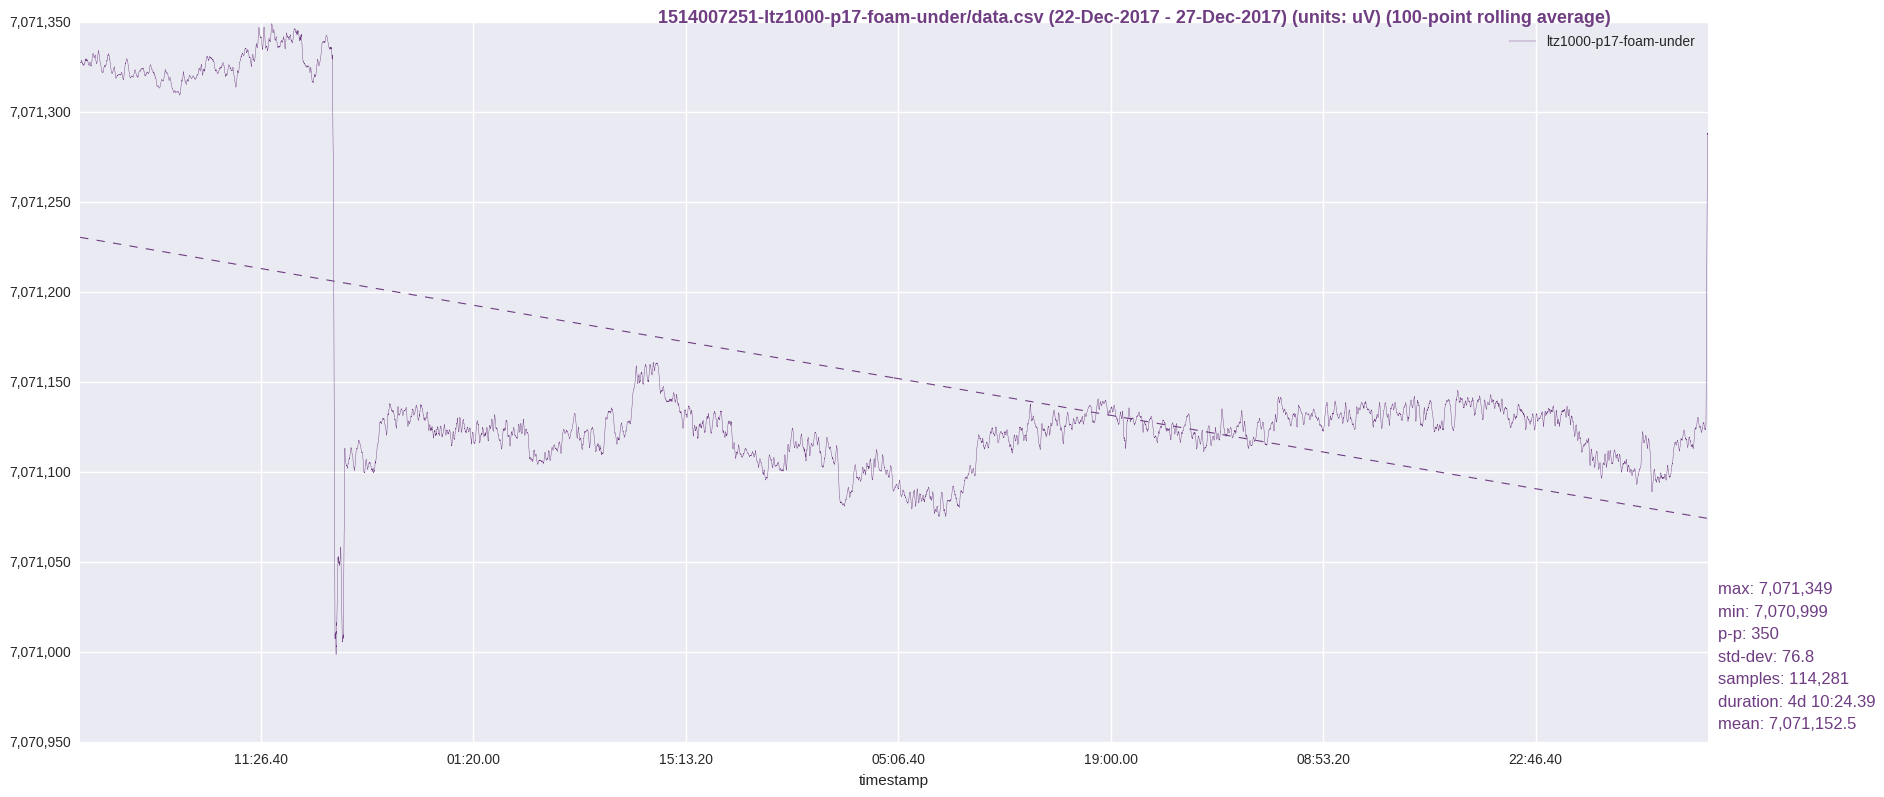 1514007251-ltz1000-p17-foam-under/data.csv (22-Dec-2017 - 27-Dec-2017) (units: uV) (100-point rolling average)
ltz1000-p17-foam-under
7,071,350
7,071,300
7,071,250
7,071,200
7,071,150
7,071,100
7,071,050
7,071,000
7,070,950
max: 7,071,349
min: 7,070,999
p-p: 350
std-dev: 76.8
samples: 114,281
duration: 4d 10:24.39
mean: 7,071,152.5
11:26.40 01:20.00 15:13.20 05:06.40 19:00.00 08:53.20 22:46.40
timestamp